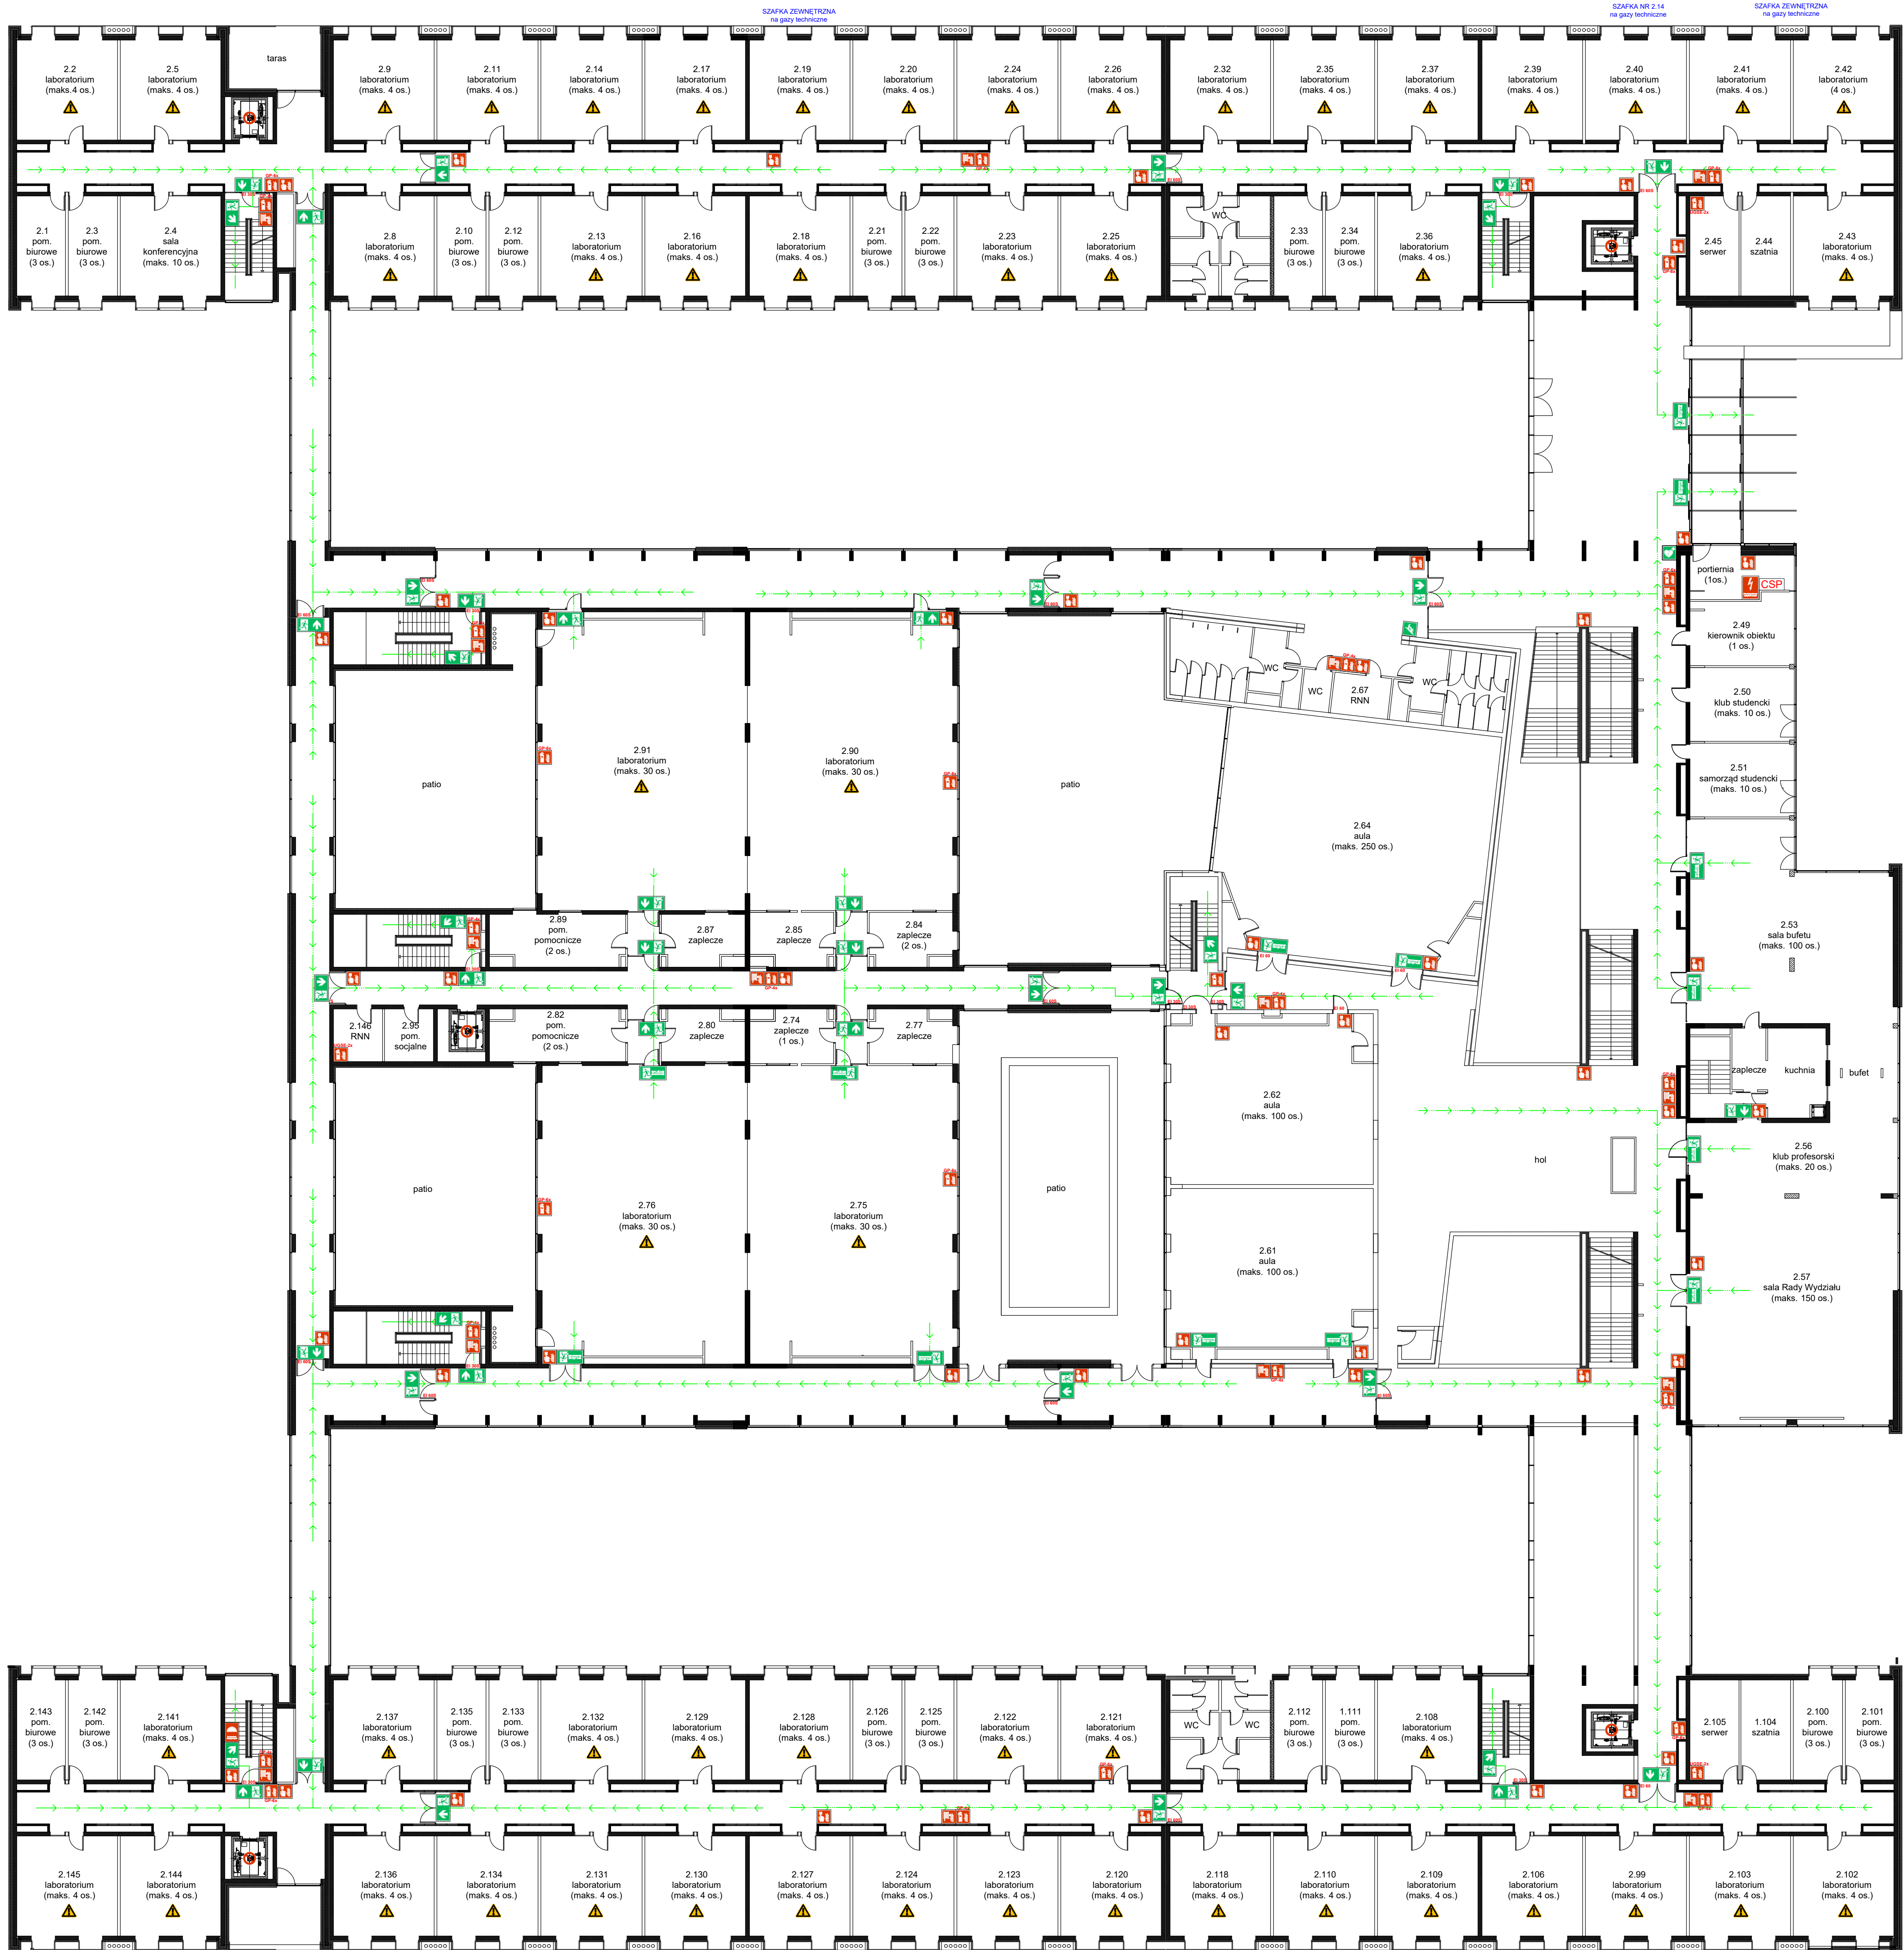 SZAFKA ZEWNĘTRZNA
na gazy techniczne
SZAFKA NR 2.14
na gazy techniczne
SZAFKA ZEWNĘTRZNA
na gazy techniczne
2.2
laboratorium
(maks.4 os.)
2.5
laboratorium
(maks. 4 os.)
taras
2.9
laboratorium
(maks. 4 os.)
2.11
laboratorium
(maks. 4 os.)
2.14
laboratorium
(maks. 4 os.)
2.17
laboratorium
(maks. 4 os.)
2.19
laboratorium
(maks. 4 os.)
2.20
laboratorium
(maks. 4 os.)
2.24
laboratorium
(maks. 4 os.)
2.26
laboratorium
(maks. 4 os.)
2.32
laboratorium
(maks. 4 os.)
2.35
laboratorium
(maks. 4 os.)
2.37
laboratorium
(maks. 4 os.)
2.39
laboratorium
(maks. 4 os.)
2.40
laboratorium
(maks. 4 os.)
2.41
laboratorium
(maks. 4 os.)
2.42
laboratorium
(4 os.)
2.1
pom.
biurowe
(3 os.)
2.3
pom.
biurowe
(3 os.)
2.4
sala
konferencyjna
(maks. 10 os.)
2.8
laboratorium
(maks. 4 os.)
2.10
pom.
biurowe
(3 os.)
2.12
pom.
biurowe
(3 os.)
2.13
laboratorium
(maks. 4 os.)
2.16
laboratorium
(maks. 4 os.)
2.18
laboratorium
(maks. 4 os.)
2.21
pom.
biurowe
(3 os.)
2.22
pom.
biurowe
(3 os.)
2.23
laboratorium
(maks. 4 os.)
2.25
laboratorium
(maks. 4 os.)
WC
2.33
pom.
biurowe
(3 os.)
2.34
pom.
biurowe
(3 os.)
2.36
laboratorium
(maks. 4 os.)
2.45
serwer
2.44
szatnia
2.43
laboratorium
(maks. 4 os.)
portiernia
(1os.)
CSP
2.49
kierownik obiektu
(1 os.)
2.50
klub studencki
(maks. 10 os.)
2.51
samorząd studencki
(maks. 10 os.)
WC
WC
2.67
RNN
WC
patio
2.91
laboratorium
(maks. 30 os.)
2.90
laboratorium
(maks. 30 os.)
patio
2.64
aula
(maks. 250 os.)
2.89
pom.
pomocnicze
(2 os.)
2.87
zaplecze
2.85
zaplecze
2.84
zaplecze
(2 os.)
2.53
sala bufetu
(maks. 100 os.)
2.146
RNN
2.95
pom.
socjalne
2.82
pom.
pomocnicze
(2 os.)
2.80
zaplecze
2.74
zaplecze
(1 os.)
2.77
zaplecze
zaplecze
kuchnia
bufet
2.62
aula
(maks. 100 os.)
hol
2.56
klub profesorski
(maks. 20 os.)
patio
2.76
laboratorium
(maks. 30 os.)
2.75
laboratorium
(maks. 30 os.)
patio
2.61
aula
(maks. 100 os.)
2.57
sala Rady Wydziału
(maks. 150 os.)
2.143
pom.
biurowe
(3 os.)
2.142
pom.
biurowe
(3 os.)
2.141
laboratorium
(maks. 4 os.)
2.137
laboratorium
(maks. 4 os.)
2.135
pom.
biurowe
(3 os.)
2.133
pom.
biurowe
(3 os.)
2.132
laboratorium
(maks. 4 os.)
2.129
laboratorium
(maks. 4 os.)
2.128
laboratorium
(maks. 4 os.)
2.126
pom.
biurowe
(3 os.)
2.125
pom.
biurowe
(3 os.)
2.122
laboratorium
(maks. 4 os.)
2.121
laboratorium
(maks. 4 os.)
WC
WC
2.112
pom.
biurowe
(3 os.)
1.111
pom.
biurowe
(3 os.)
2.108
laboratorium
(maks. 4 os.)
2.105
serwer
1.104
szatnia
2.100
pom.
biurowe
(3 os.)
2.101
pom.
biurowe
(3 os.)
2.145
laboratorium
(maks. 4 os.)
2.144
laboratorium
(maks. 4 os.)
2.136
laboratorium
(maks. 4 os.)
2.134
laboratorium
(maks. 4 os.)
2.131
laboratorium
(maks. 4 os.)
2.130
laboratorium
(maks. 4 os.)
2.127
laboratorium
(maks. 4 os.)
2.124
laboratorium
(maks. 4 os.)
2.123
laboratorium
(maks. 4 os.)
2.120
laboratorium
(maks. 4 os.)
2.118
laboratorium
(maks. 4 os.)
2.110
laboratorium
(maks. 4 os.)
2.109
laboratorium
(maks. 4 os.)
2.106
laboratorium
(maks. 4 os.)
2.99
laboratorium
(maks. 4 os.)
2.103
laboratorium
(maks. 4 os.)
2.102
laboratorium
(maks. 4 os.)